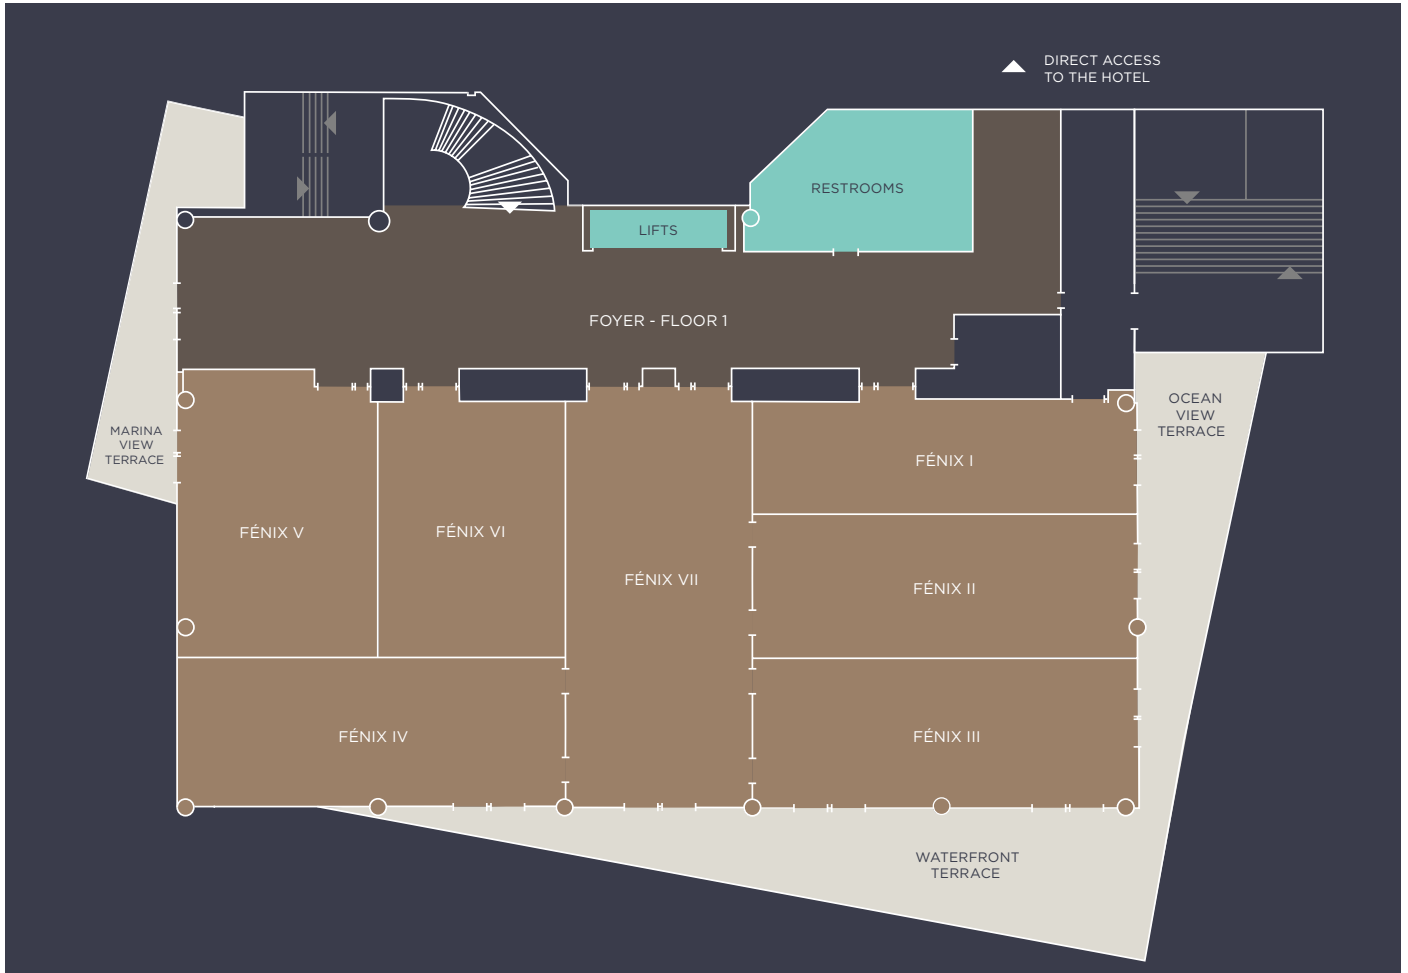 DIRECT ACCESS
TO THE HOTEL
RESTROOMS
LIFTS
FOYER - FLOOR 1
OCEAN
VIEW
TERRACE
MARINA
VIEW
TERRACE
FÉNIX I
FÉNIX V
FÉNIX VI
FÉNIX VII
FÉNIX II
FÉNIX IV
FÉNIX III
WATERFRONT
TERRACE